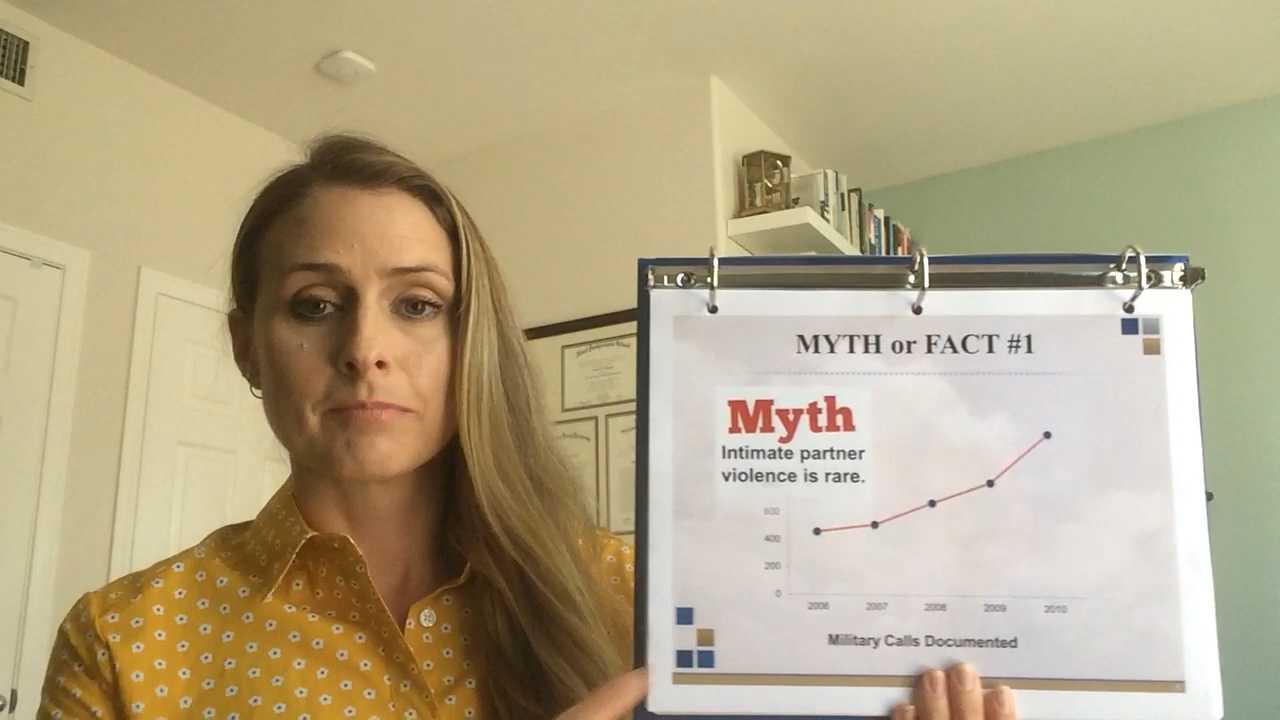 MYTH or FACT #1
Myth
Intimate partner
violence is rare.
600
400
200
0
2006 2007 2008 2009 2010
Military Calls Documented